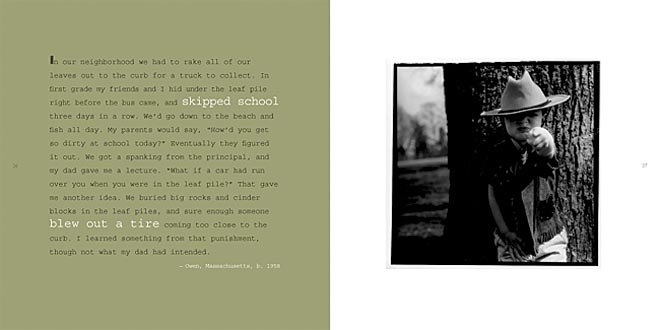 In our neighborhood we had to rake all of our
leaves out to the curb for a truck to collect. In
first grade my friends and I hid under the leaf pile
right before the bus came, and skipped school
three days in a row. We'd go down to the beach and
fish all day. My parents would say, "How'd you get
so dirty at school today?" Eventually they figured
it out. We got a spanking from the principal, and
my dad gave me a lecture. "What if a car had run
over you when you were in the leaf pile?" That gave
me another idea. We buried big rocks and cinder
blocks in the leaf piles, and sure enough someone
blew out a tire coming too close to the
curb. I learned something from that punishment,
though not what my dad had intended.
— Owen, Massachusetts, b. 1958